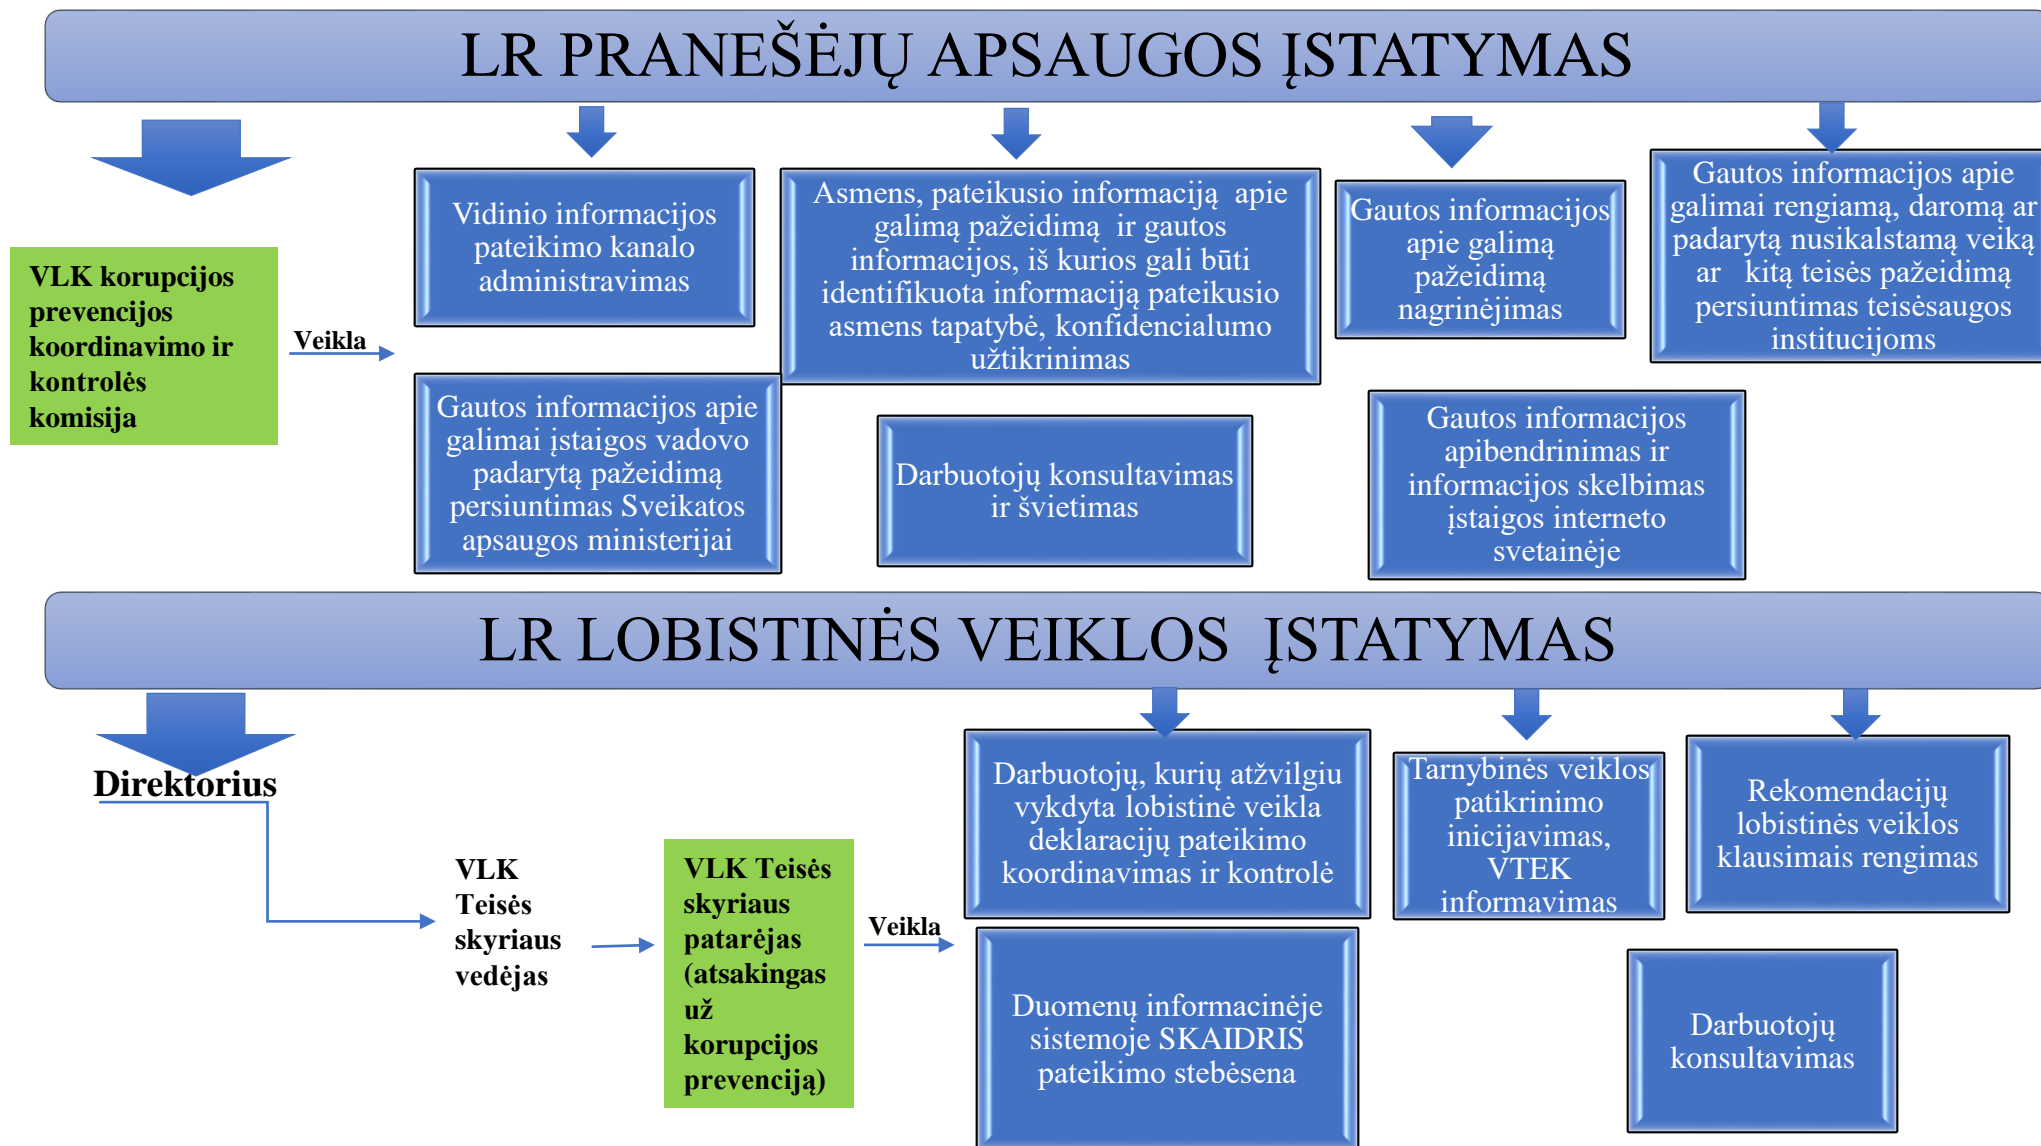 LR PRANEŠĖJŲ APSAUGOS ĮSTATYMAS
VLK korupcijos
prevencijos
koordinavimo ir
kontrolės
komisija
Veikla
Vidinio informacijos
pateikimo kanalo
administravimas
Asmens, pateikusio informaciją apie
galimą pažeidimą ir gautos
informacijos, iš kurios gali būti
identifikuota informaciją pateikusio
asmens tapatybė, konfidencialumo
užtikrinimas
Gautos informacijos
apie galimą
pažeidimą
nagrinėjimas
Gautos informacijos apie
galimai rengiamą, daromą ar
padarytą nusikalstamą veiką
ar kitą teisės pažeidimą
persiuntimas teisėsaugos
institucijoms
Gautos informacijos apie
galimai įstaigos vadovo
padarytą pažeidimą
persiuntimas Sveikatos
apsaugos ministerijai
Darbuotojų konsultavimas
ir švietimas
Gautos informacijos
apibendrinimas ir
informacijos skelbimas
įstaigos interneto
svetainėje
LR LOBISTINĖS VEIKLOS ĮSTATYMAS
Direktorius
VLK
Teisės
skyriaus
vedėjas
VLK Teisės
skyriaus
patarėjas
(atsakingas
už
korupcijos
prevenciją)
Veikla
Darbuotojų, kurių atžvilgiu
vykdyta lobistinė veikla
deklaracijų pateikimo
koordinavimas ir kontrolė
Tarnybinės veiklos
patikrinimo
inicijavimas,
VTEK
informavimas
Rekomendacijų
lobistinės veiklos
klausimais rengimas
Duomenų informacinėje
sistemoje SKAIDRIS
pateikimo stebėsena
Darbuotojų
konsultavimas